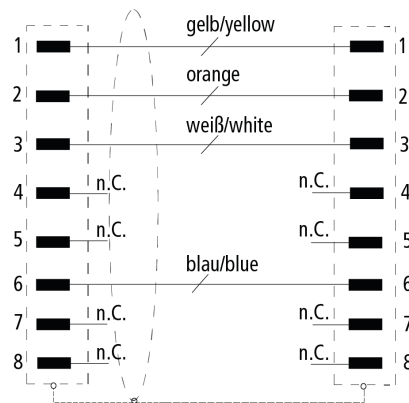 gelb/yellow
1 1
orange
2 2
weiß/white
3 3
4 n.C. n.C. 4
5 n.C. n.C. 5
blau/blue
6 6
7 n.C. n.C. 7
8 n.C. n.C. 8